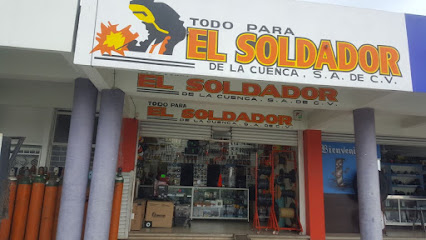 TODO PARA
EL SOLDADOR
DE LA CUENCA, S.A. DE C.V.
EL SOLDADOR
DE LA CUENCA, S.A. DE C.V.
TODO PARA
EL SOLDADOR
DE LA CUENCA, S.A. DE C.V.